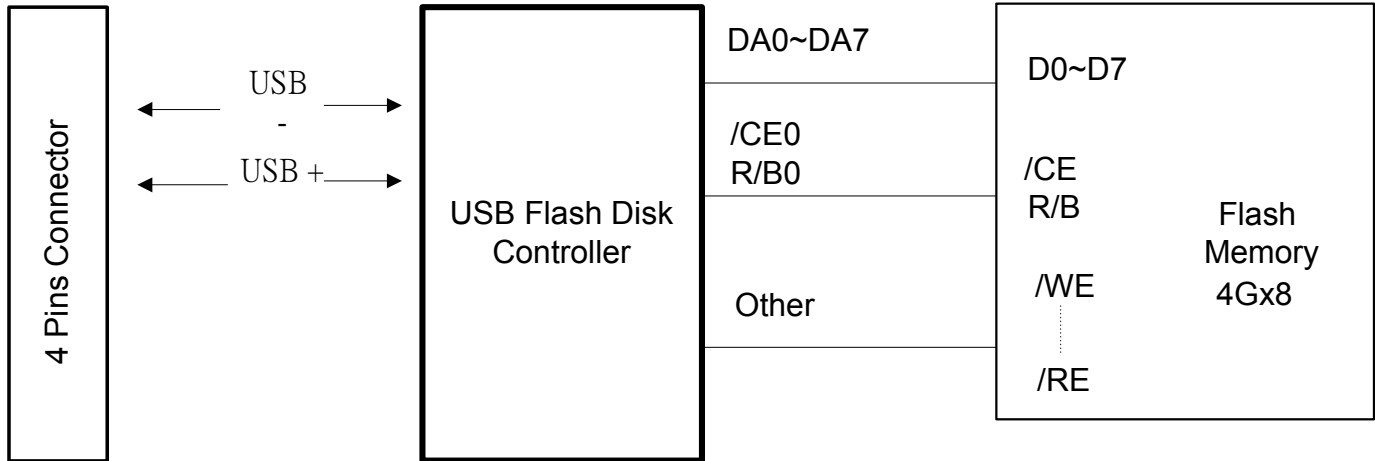 4 Pins Connector
USB
-
USB +
USB Flash Disk
Controller
DA0~DA7
/CE0
R/B0
Other
D0~D7
/CE
R/B
/WE
/RE
Flash
Memory
4Gx8